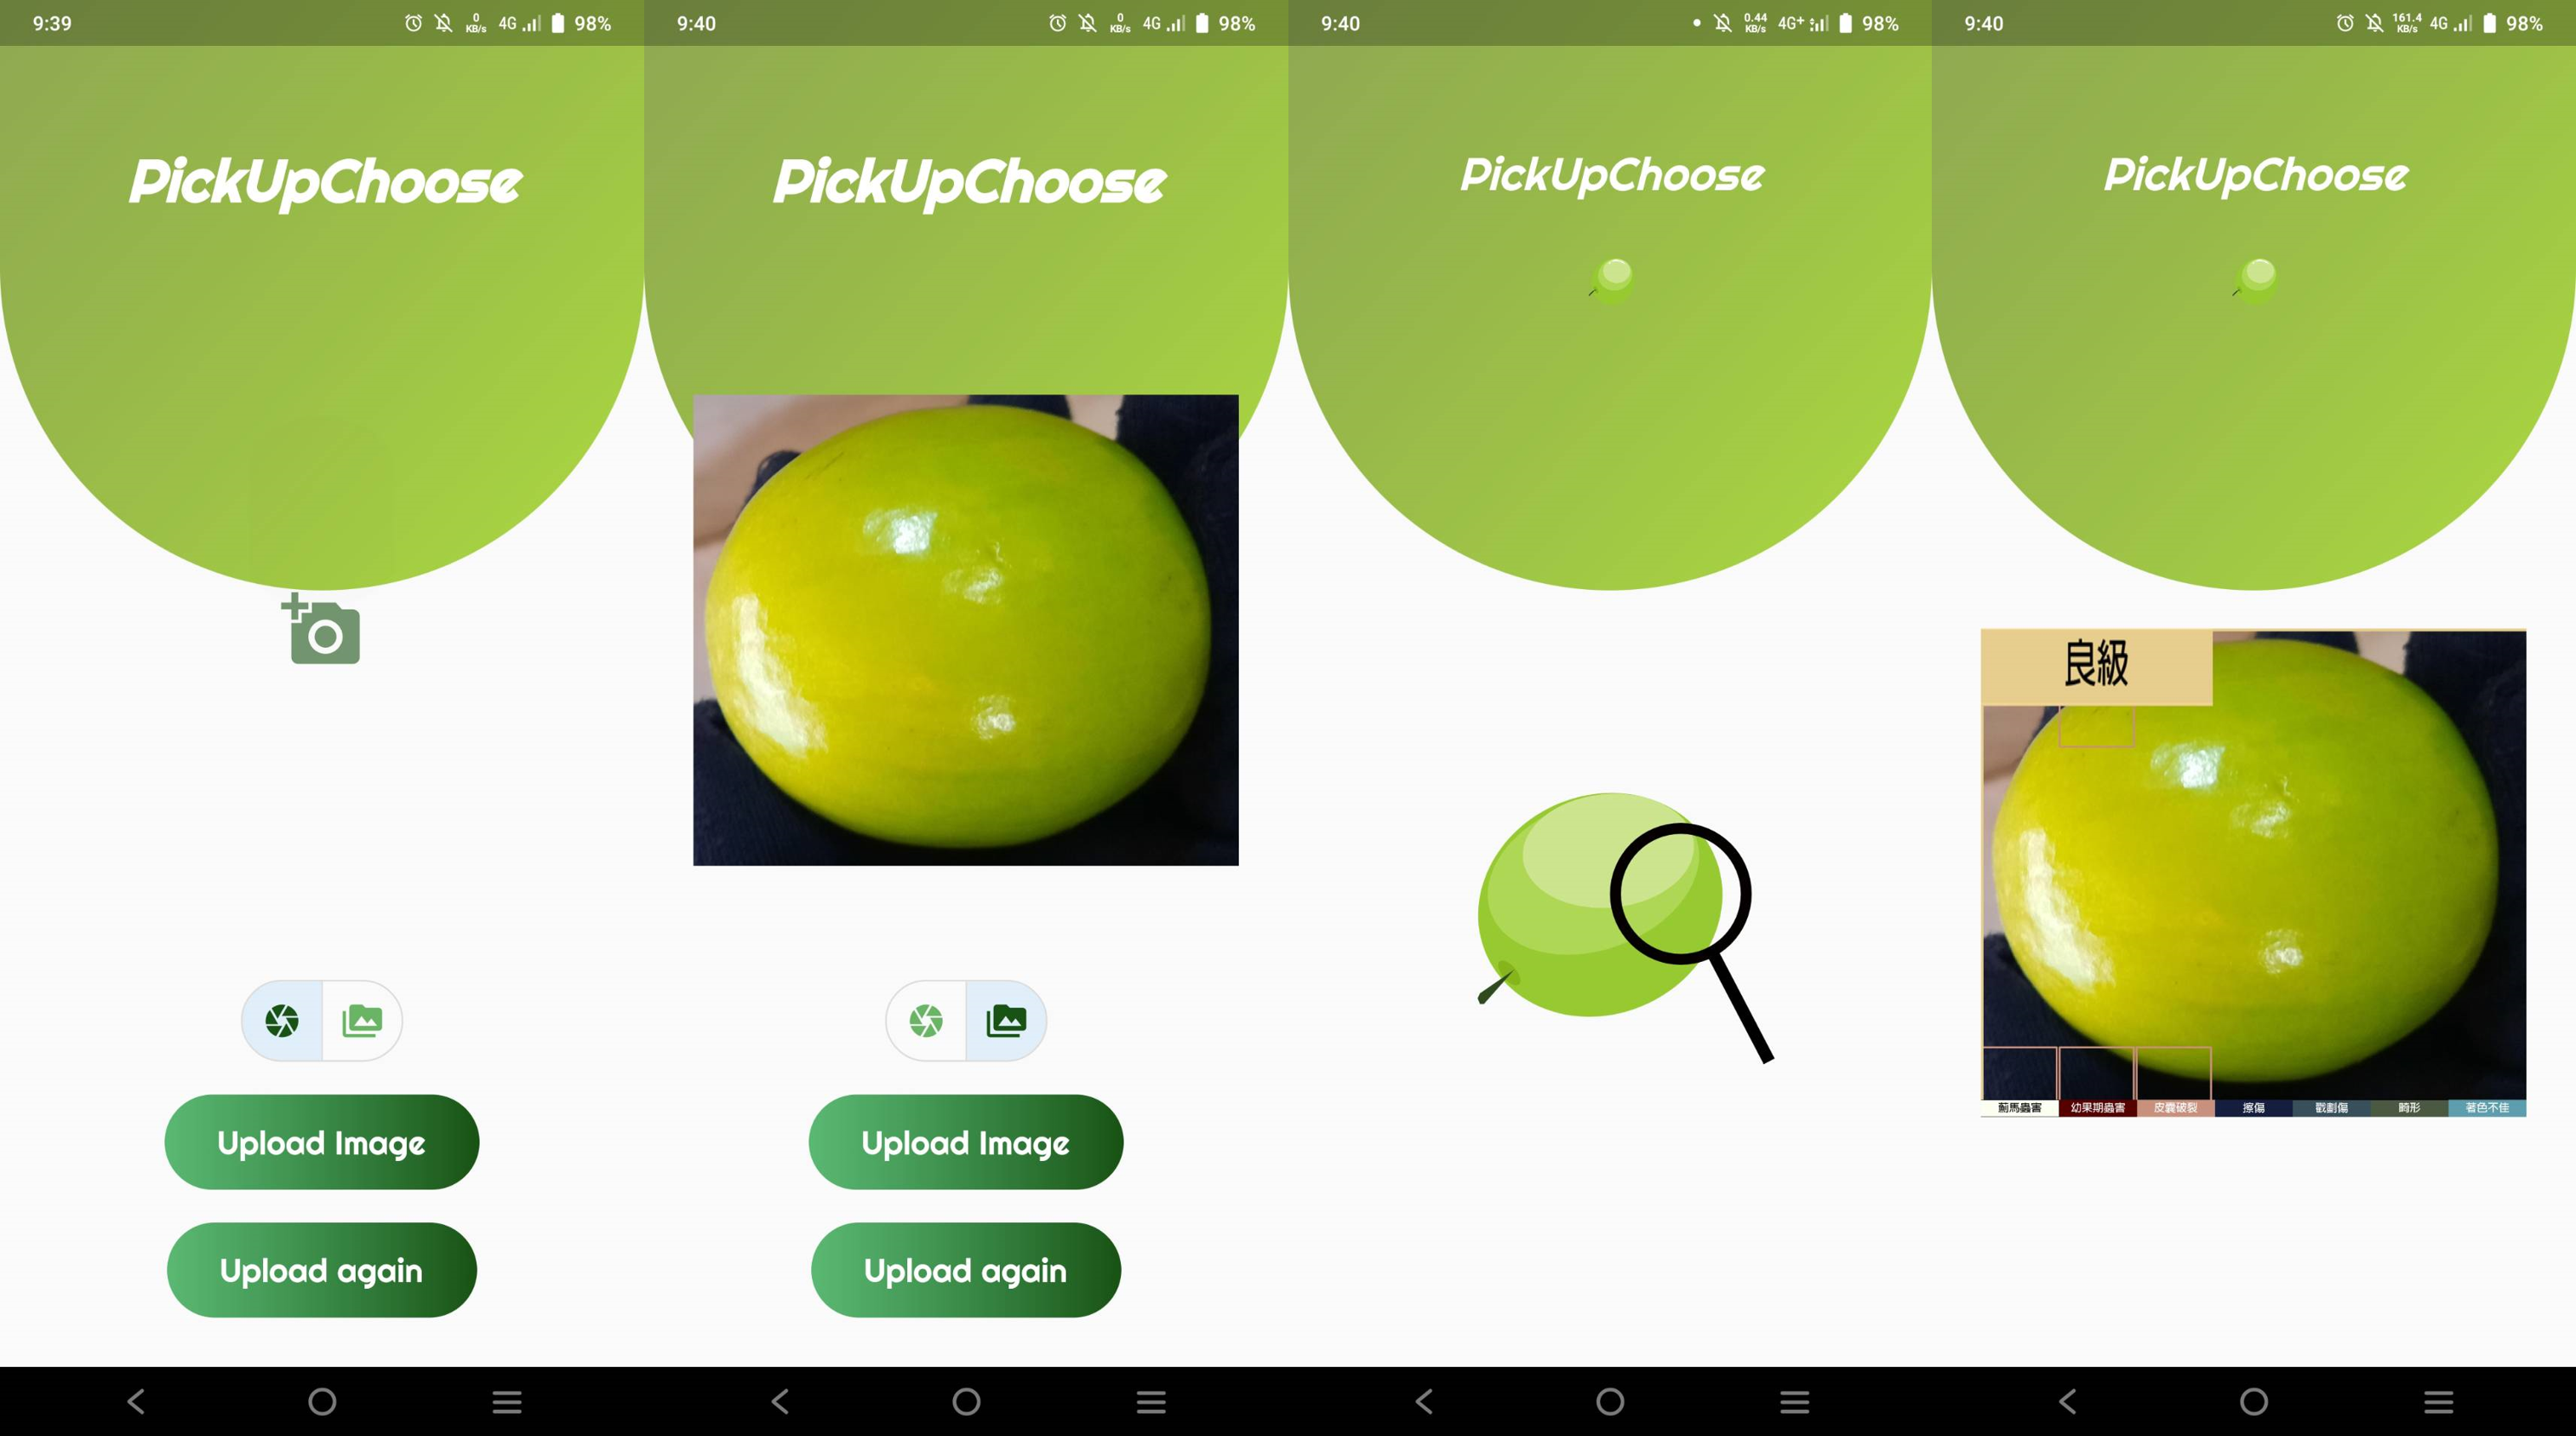 9:39
0
KB/s
4G
98%
PickUpChoose
Upload Image
Upload again
9:40
0
KB/s
4G
98%
PickUpChoose
Upload Image
Upload again
9:40
0.44
KB/s
4G+
98%
PickUpChoose
9:40
161.4
KB/s
4G
98%
PickUpChoose
良級
薊馬蟲害 幼果期蟲害 皮囊破裂 擦傷 戳劃傷 畸形 著色不佳